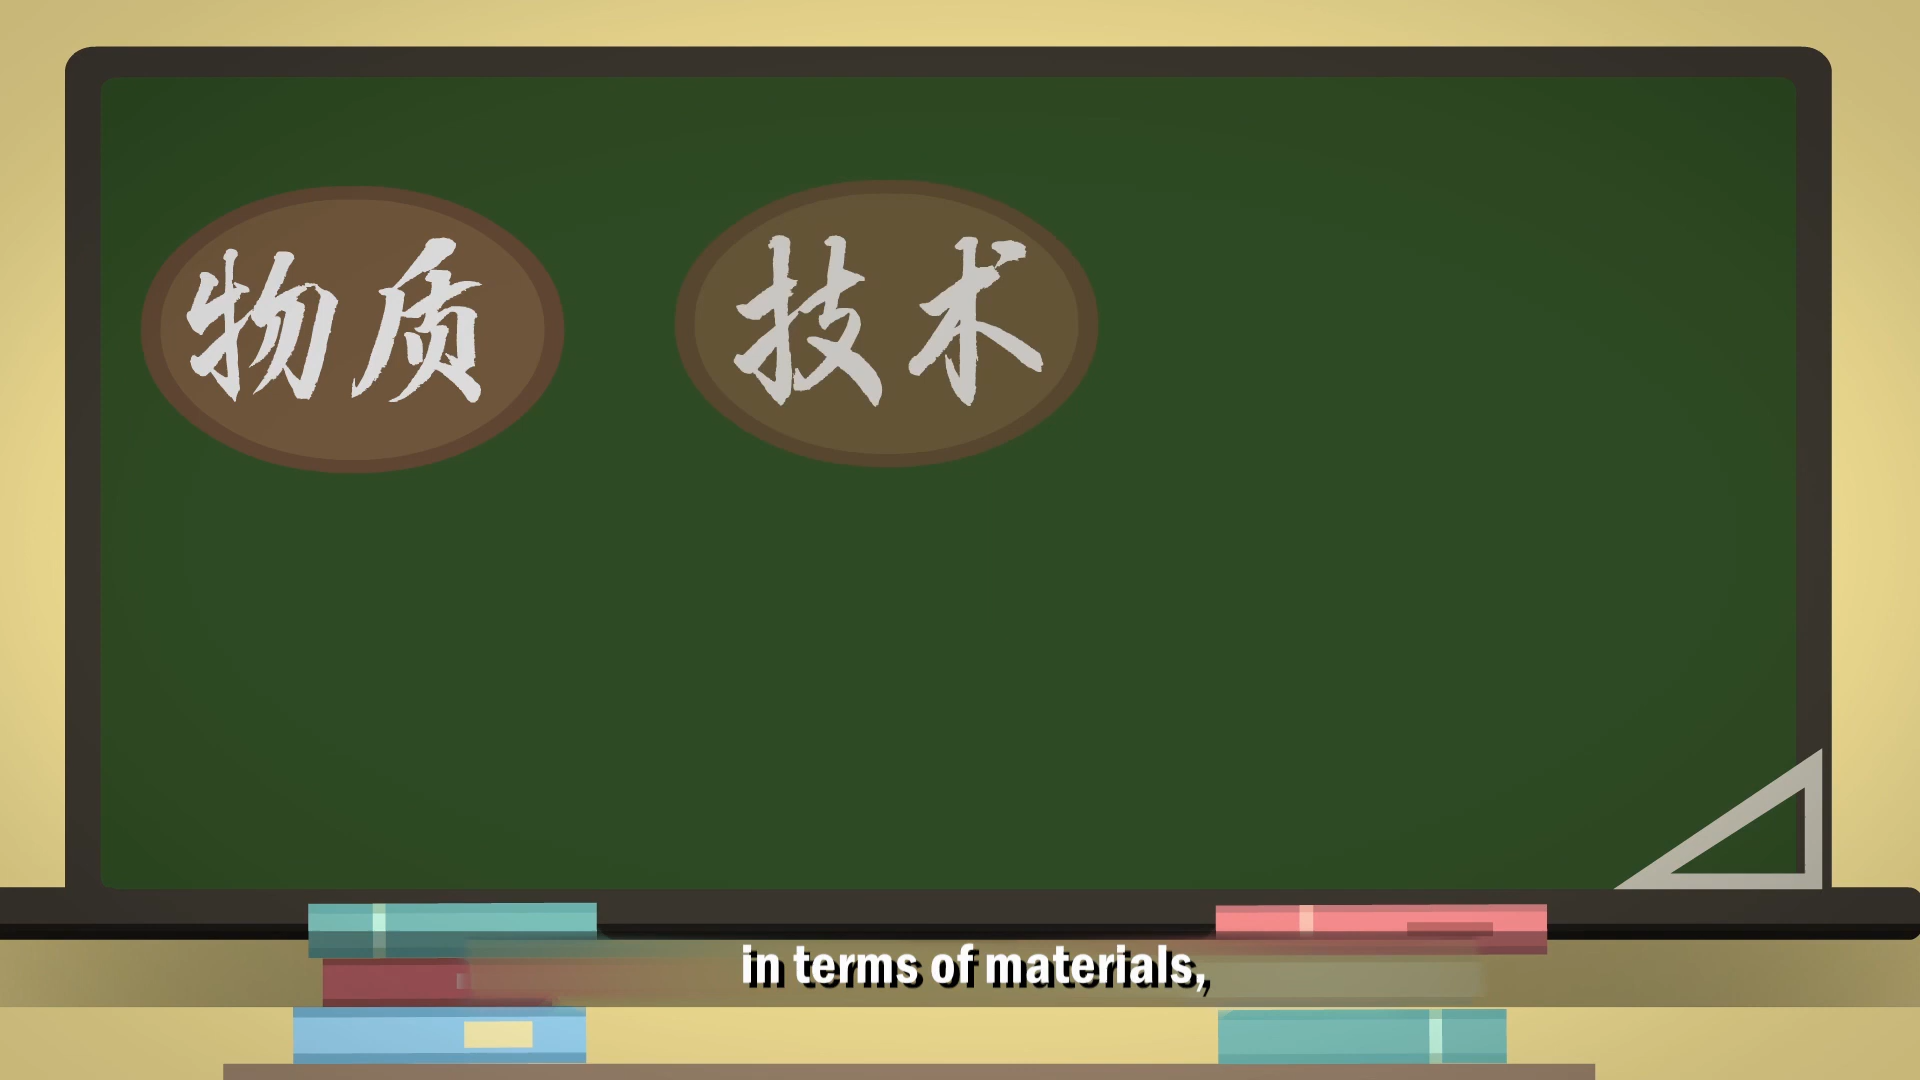 物质 技术
in terms of materials,